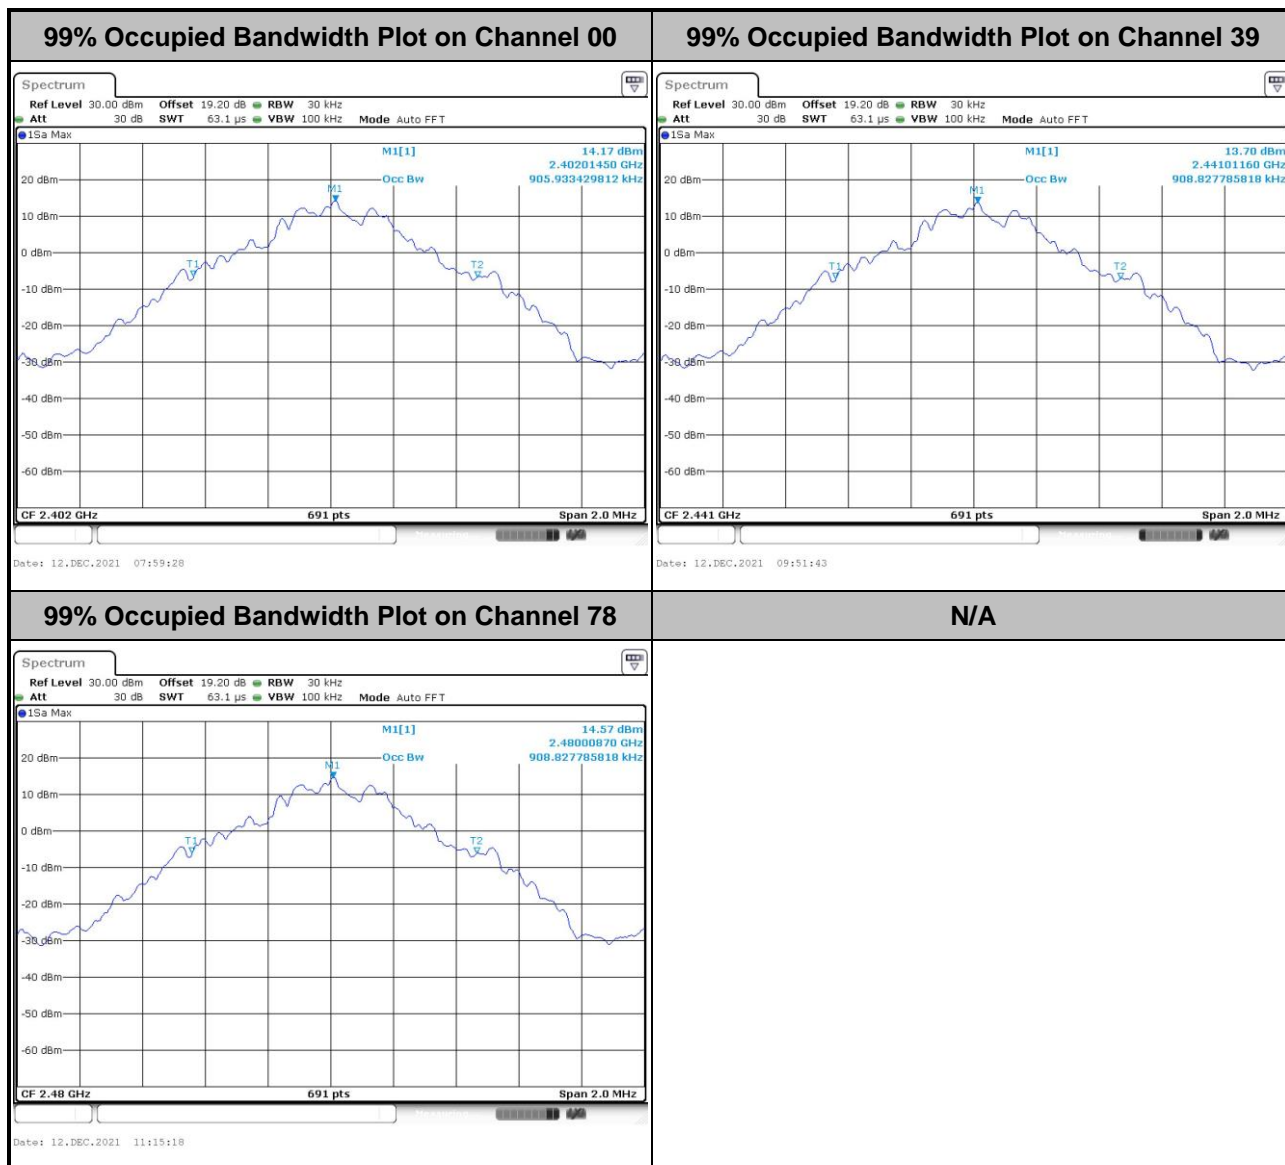 99% Occupied Bandwidth Plot on Channel 00
Spectrum
Ref Level 30.00 dBm Offset 19.20 dB RBW 30 kHz
Att 30 dB SWT 63.1 µs VBW 100 kHz Mode Auto FFT
1Sa Max
M1[1] 14.17 dBm
2.40201450 GHz
Occ Bw 905.933429812 kHz
20 dBm
M1
10 dBm
0 dBm
T1
T2
-10 dBm
-20 dBm
-30 dBm
-40 dBm
-50 dBm
-60 dBm
CF 2.402 GHz 691 pts Span 2.0 MHz
Date: 12.DEC.2021 07:59:28
99% Occupied Bandwidth Plot on Channel 39
Spectrum
Ref Level 30.00 dBm Offset 19.20 dB RBW 30 kHz
Att 30 dB SWT 63.1 µs VBW 100 kHz Mode Auto FFT
1Sa Max
M1[1] 13.70 dBm
2.44101160 GHz
Occ Bw 908.827785818 kHz
20 dBm
M1
10 dBm
0 dBm
T1
T2
-10 dBm
-20 dBm
-30 dBm
-40 dBm
-50 dBm
-60 dBm
CF 2.441 GHz 691 pts Span 2.0 MHz
Date: 12.DEC.2021 09:51:43
99% Occupied Bandwidth Plot on Channel 78
Spectrum
Ref Level 30.00 dBm Offset 19.20 dB RBW 30 kHz
Att 30 dB SWT 63.1 µs VBW 100 kHz Mode Auto FFT
1Sa Max
M1[1] 14.57 dBm
2.48000870 GHz
Occ Bw 908.827785818 kHz
20 dBm
M1
10 dBm
0 dBm
T1
T2
-10 dBm
-20 dBm
-30 dBm
-40 dBm
-50 dBm
-60 dBm
CF 2.48 GHz 691 pts Span 2.0 MHz
Date: 12.DEC.2021 11:15:18
N/A